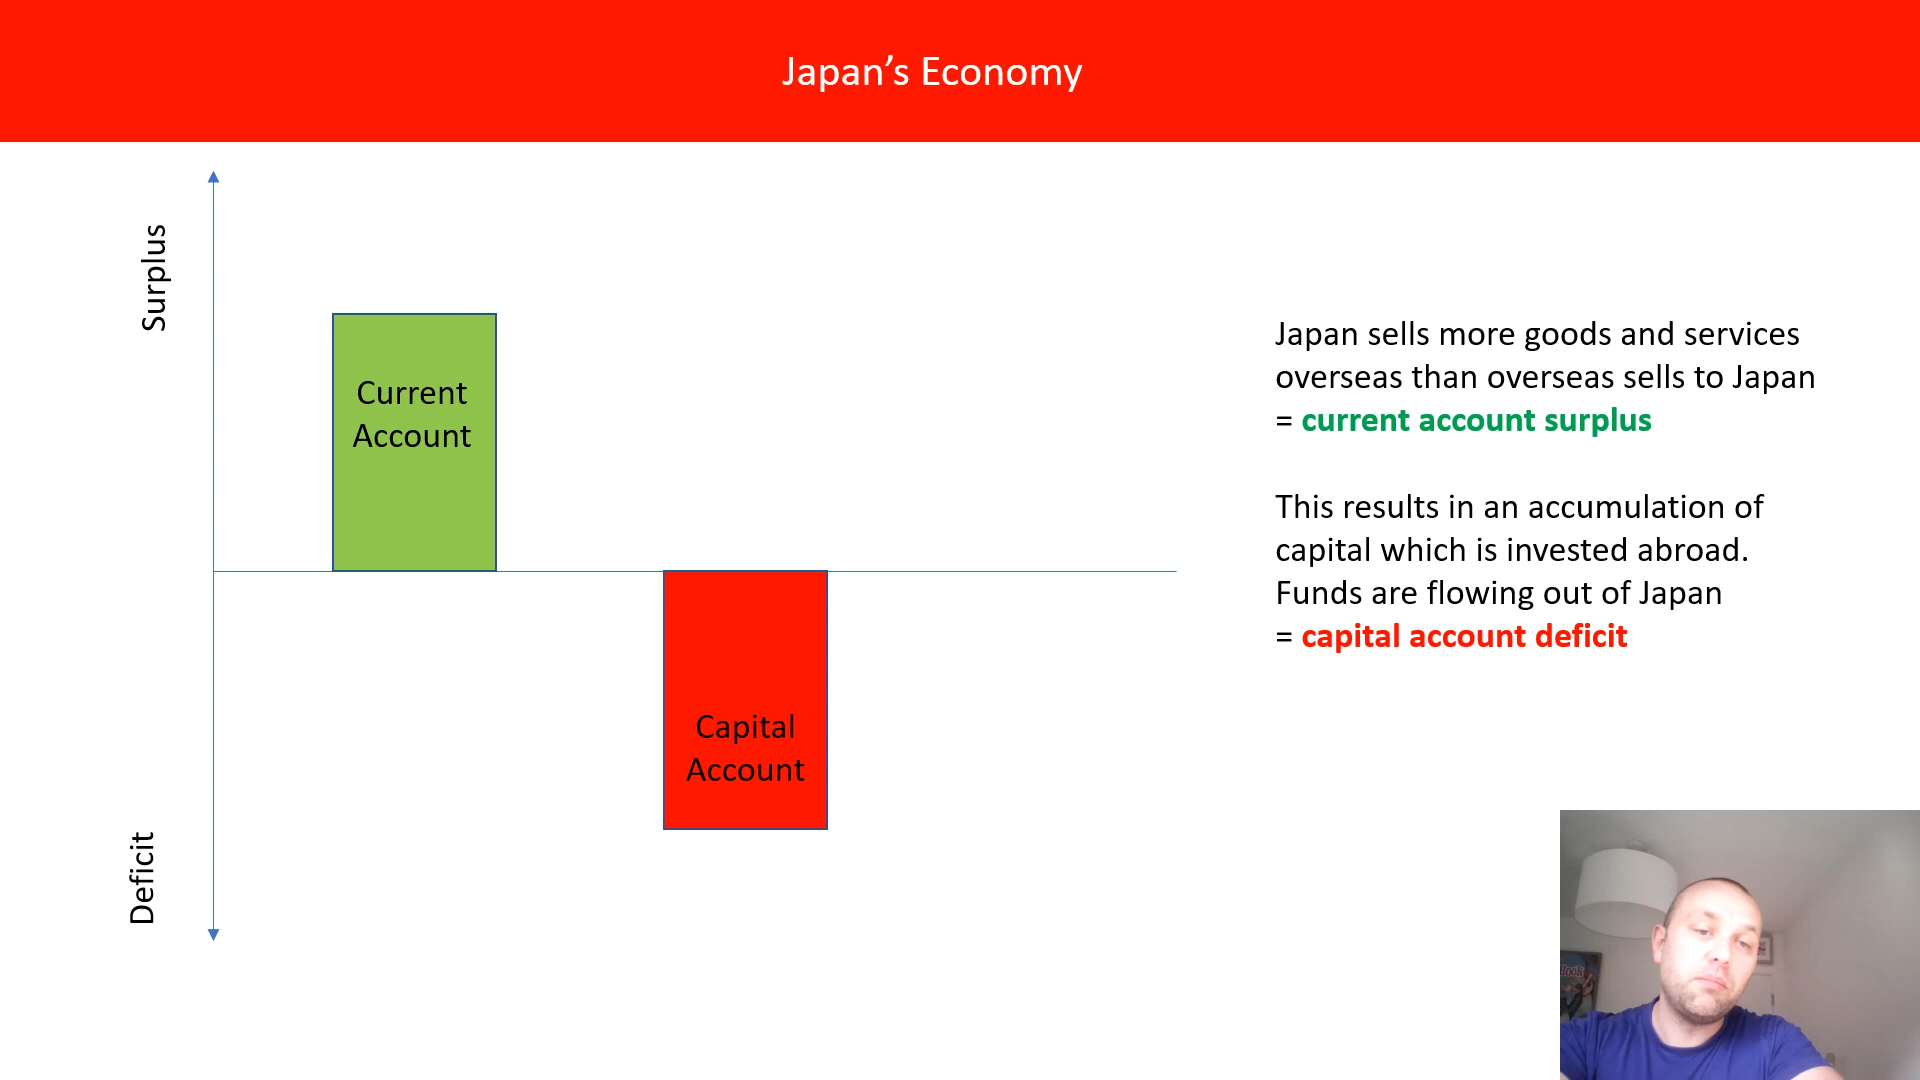 Japan’s Economy
Surplus
Current
Account
Capital
Account
Deficit
Japan sells more goods and services
overseas than overseas sells to Japan
= current account surplus
This results in an accumulation of
capital which is invested abroad.
Funds are flowing out of Japan
= capital account deficit
Book